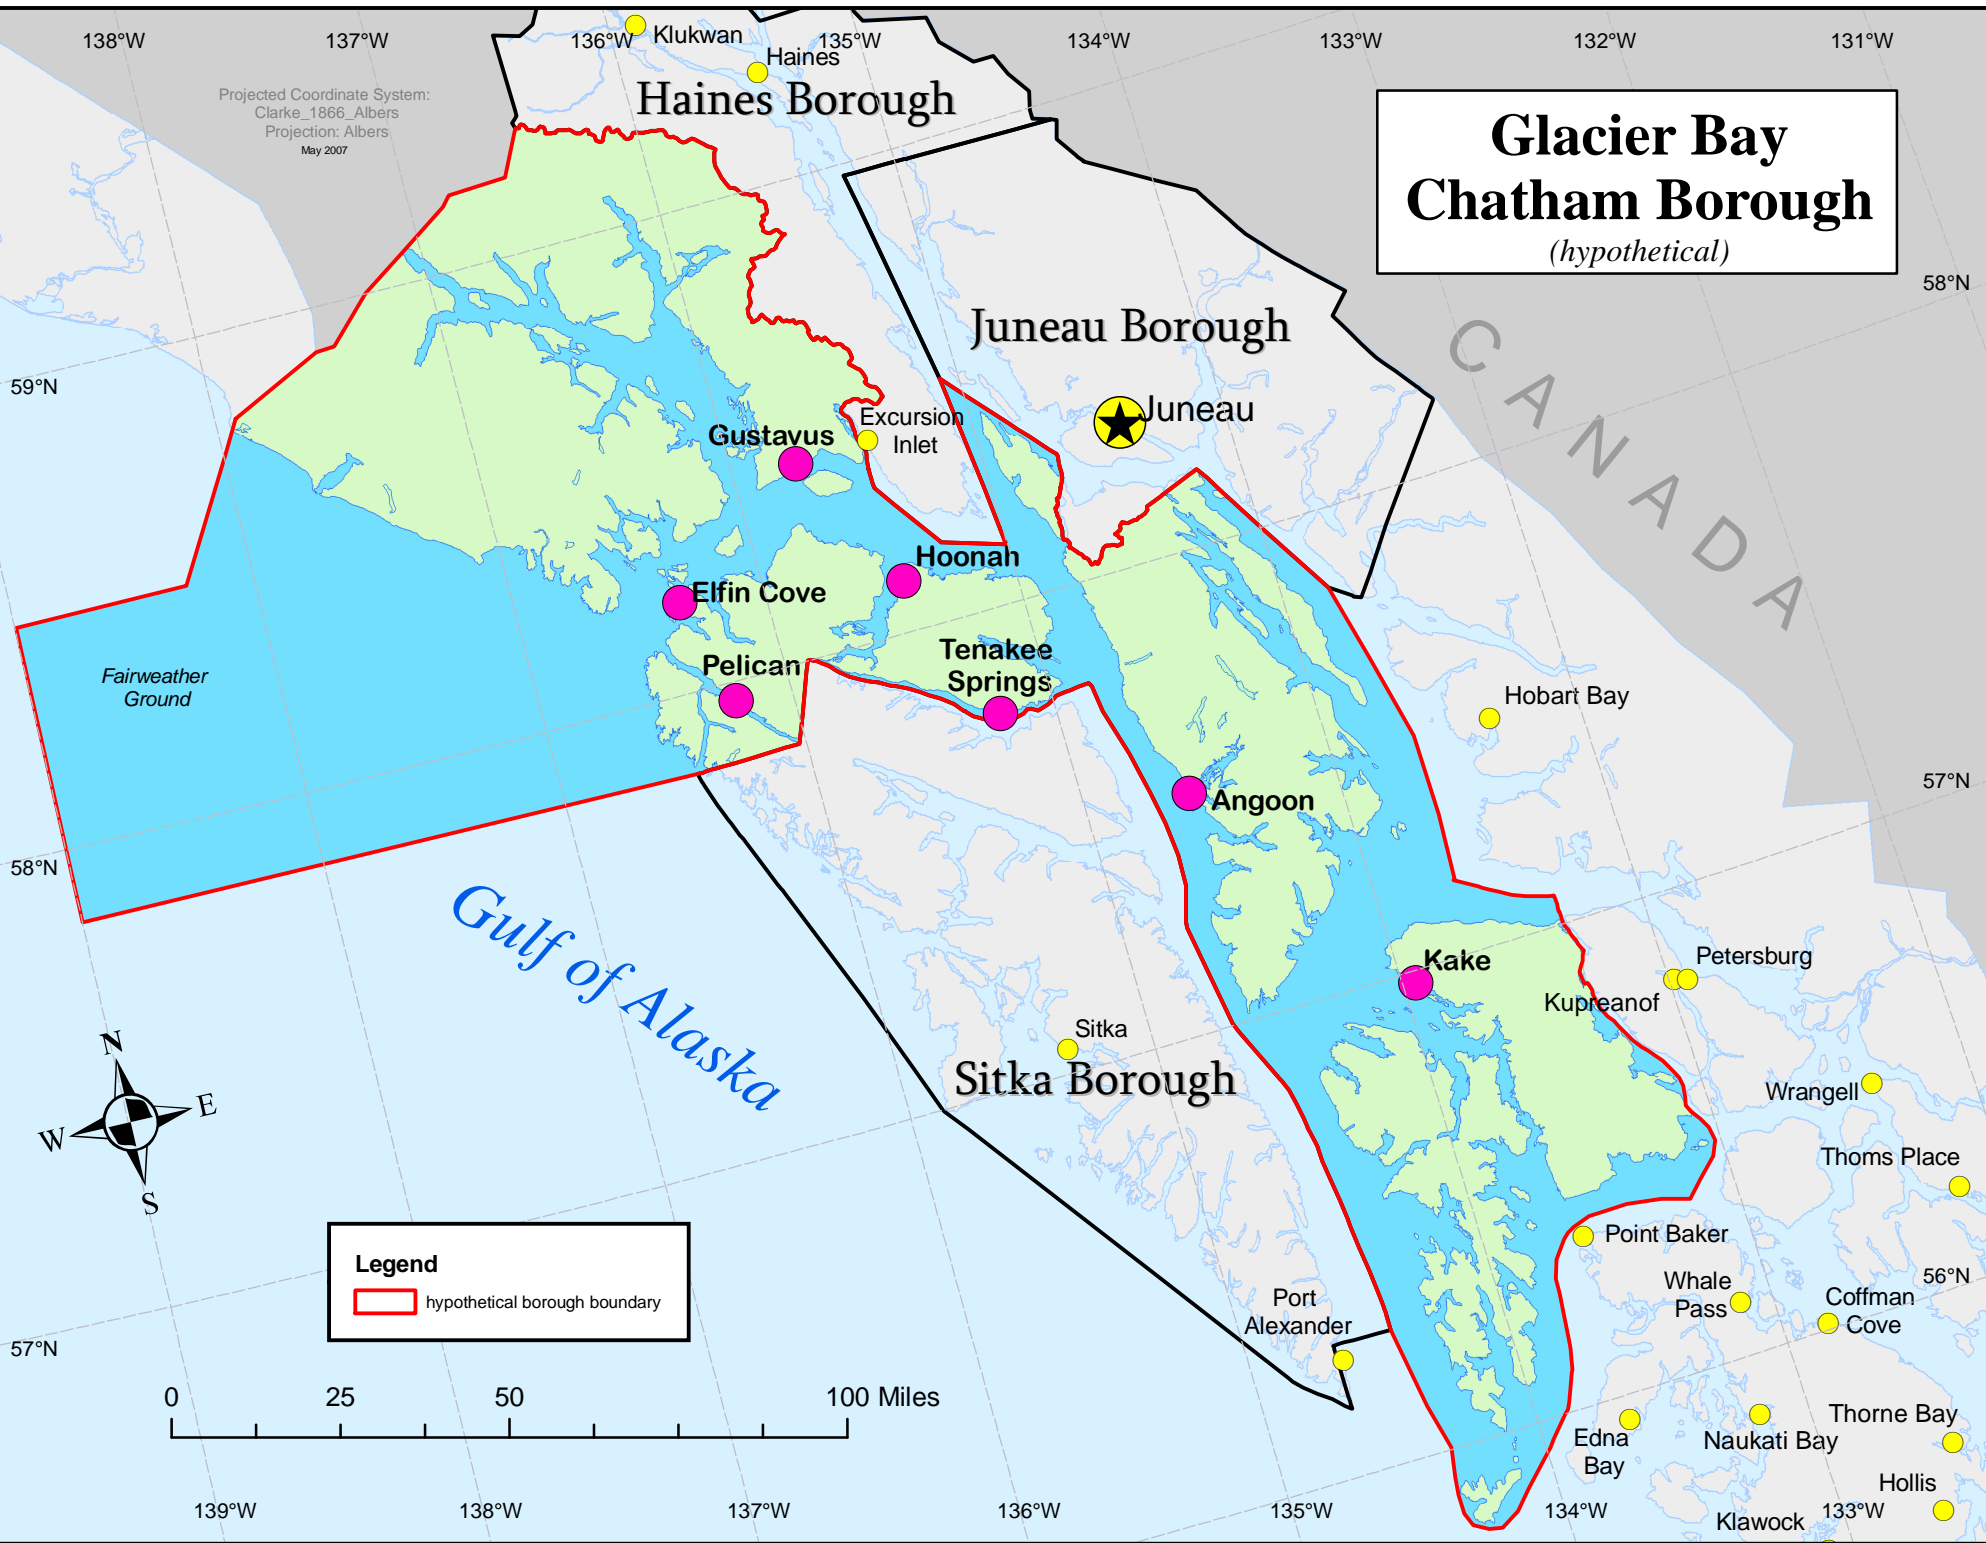 138°W
137°W
136°W
135°W
134°W
133°W
132°W
131°W
Klukwan
Haines
Haines Borough
Projected Coordinate System:
Clarke_1866_Albers
Projection: Albers
May 2007
Glacier Bay
Chatham Borough
(hypothetical)
58°N
Juneau Borough
CANADA
59°N
Juneau
Excursion
Inlet
Gustavus
Hoonah
Elfin Cove
Tenakee
Springs
Pelican
Fairweather
Ground
Hobart Bay
57°N
Angoon
58°N
Gulf of Alaska
Kake
Petersburg
Kupreanof
Sitka
Sitka Borough
N
E
W
S
Wrangell
Thoms Place
Point Baker
Whale
Pass
56°N
Coffman
Cove
Port
Alexander
Legend
hypothetical borough boundary
57°N
0
25
50
100 Miles
Edna
Bay
Naukati Bay
Thorne Bay
Hollis
Klawock
139°W
138°W
137°W
136°W
135°W
134°W
133°W